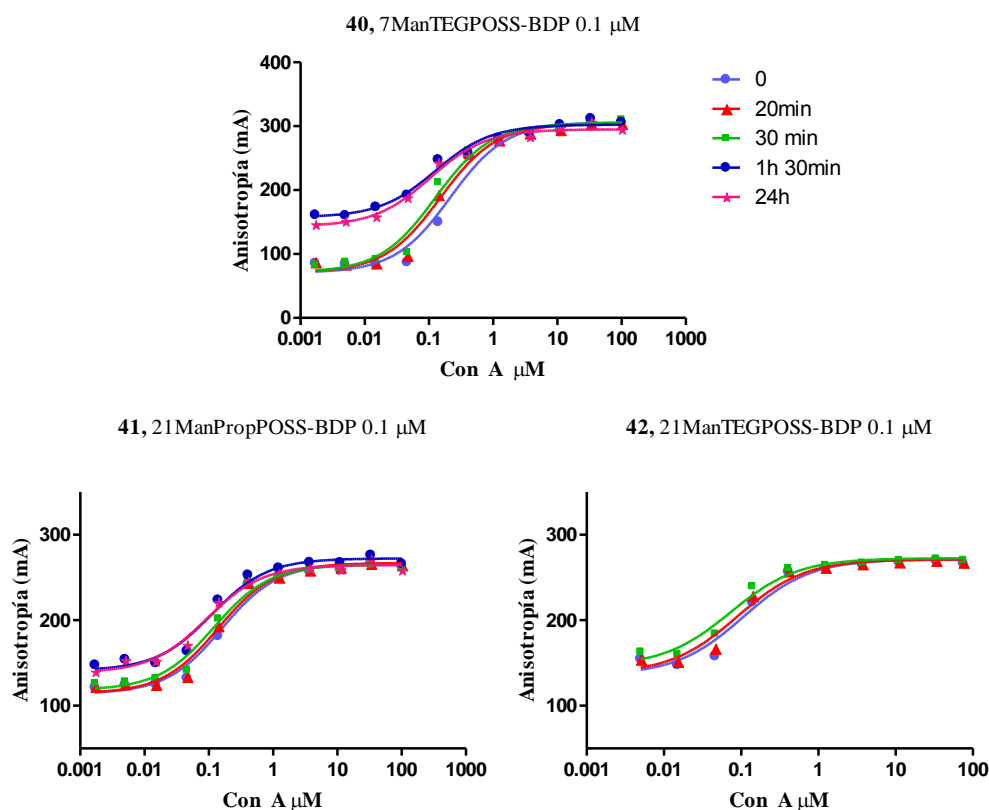 40, 7ManTEGPOSS-BDP 0.1 μM
400
300
200
100
0
Anisotropía (mA)
0.001 0.01 0.1 1 10 100 1000
Con A μM
0
20min
30 min
1h 30min
24h
41, 21ManPropPOSS-BDP 0.1 μM
300
200
100
Anisotropía (mA)
0.001 0.01 0.1 1 10 100 1000
Con A μM
42, 21ManTEGPOSS-BDP 0.1 μM
300
200
100
Anisotropía (mA)
0.001 0.01 0.1 1 10 100
Con A μM